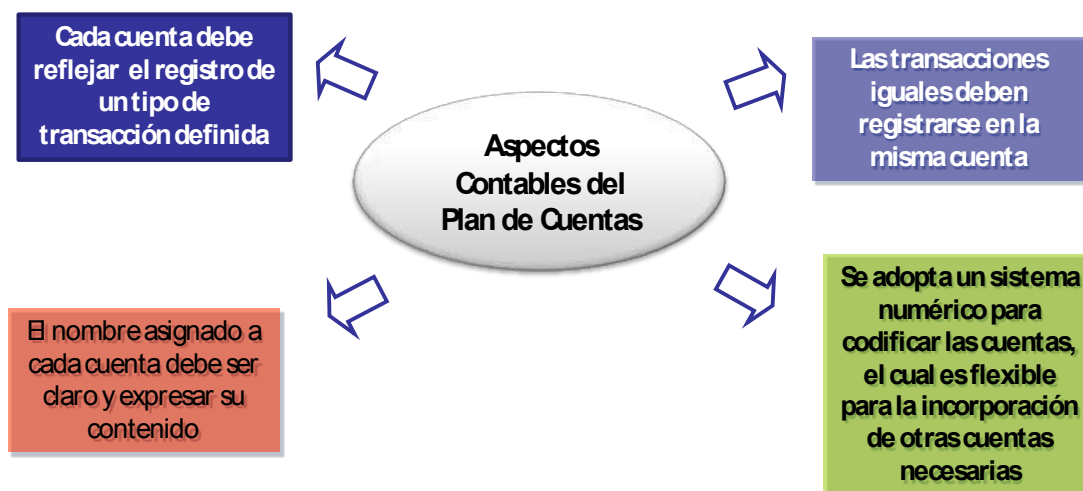 Cada cuenta debe
reflejar el registro de
un tipo de
transacción definida
Las transacciones
iguales deben
registrarse en la
misma cuenta
Aspectos
Contables del
Plan de Cuentas
El nombre asignado a
cada cuenta debe ser
claro y expresar su
contenido
Se adopta un sistema
numérico para
codificar las cuentas,
el cual es flexible
para la incorporación
de otras cuentas
necesarias